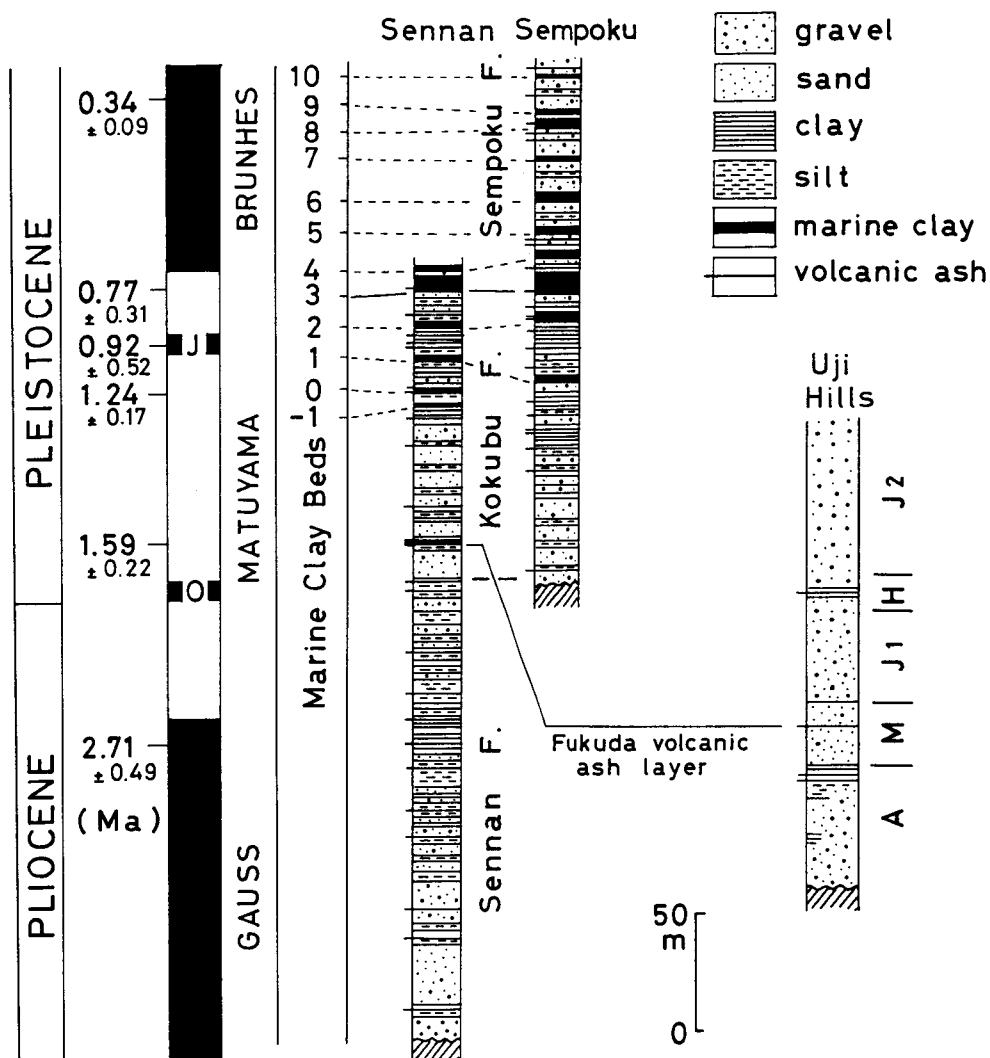 Sennan Sempoku
gravel
sand
clay
silt
marine clay
volcanic ash
PLEISTOCENE
PLIOCENE
0.34
± 0.09
0.77
± 0.31
0.92
± 0.52
1.24
± 0.17
1.59
± 0.22
2.71
± 0.49
(Ma)
J
O
BRUNHES
MATUYAMA
GAUSS
Marine Clay Beds
10
9
8
7
6
5
4
3
2
1
0
-1
Sempoku F.
Kokubu F.
Sennan F.
Fukuda volcanic
ash layer
Uji
Hills
J2
H
J1
M
A
50
m
0